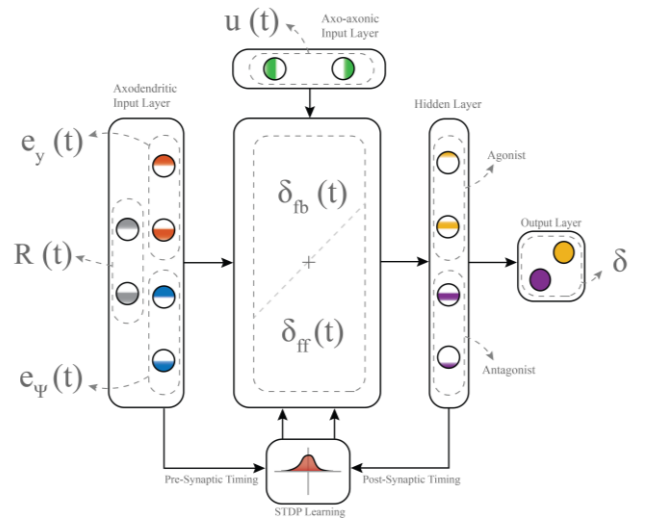 u (t)
Axo-axonic
Input Layer
Axodendritic
Input Layer
Hidden Layer
e_y (t)
Agonist
δ_fb (t)
R (t)
+
Output Layer
δ
δ_ff (t)
e_Ψ (t)
Antagonist
Pre-Synaptic Timing
Post-Synaptic Timing
STDP Learning